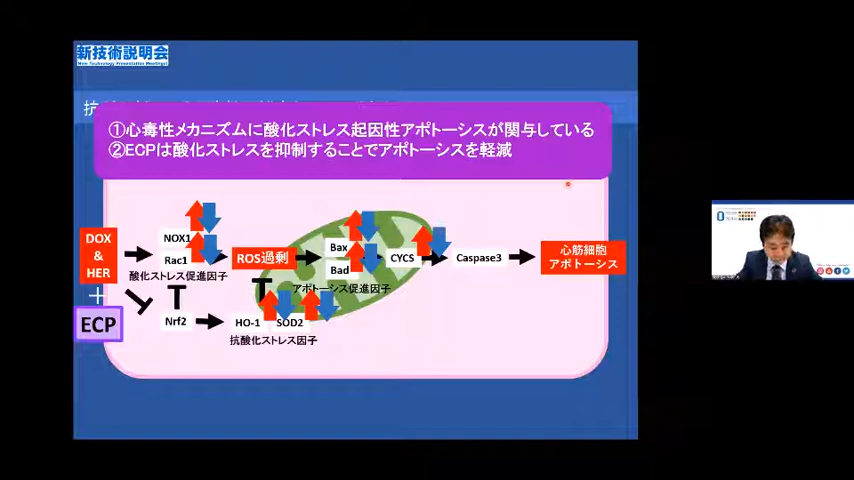 新技術説明会
New Technology Presentation Meetings!
抗
①心毒性メカニズムに酸化ストレス起因性アポトーシスが関与している
②ECPは酸化ストレスを抑制することでアポトーシスを軽減
DOX
&
HER
+
ECP
NOX1
Rac1
酸化ストレス促進因子
Nrf2
ROS過剰
HO-1
SOD2
抗酸化ストレス因子
Bax
Bad
アポトーシス促進因子
CYCS
Caspase3
心筋細胞
アポトーシス